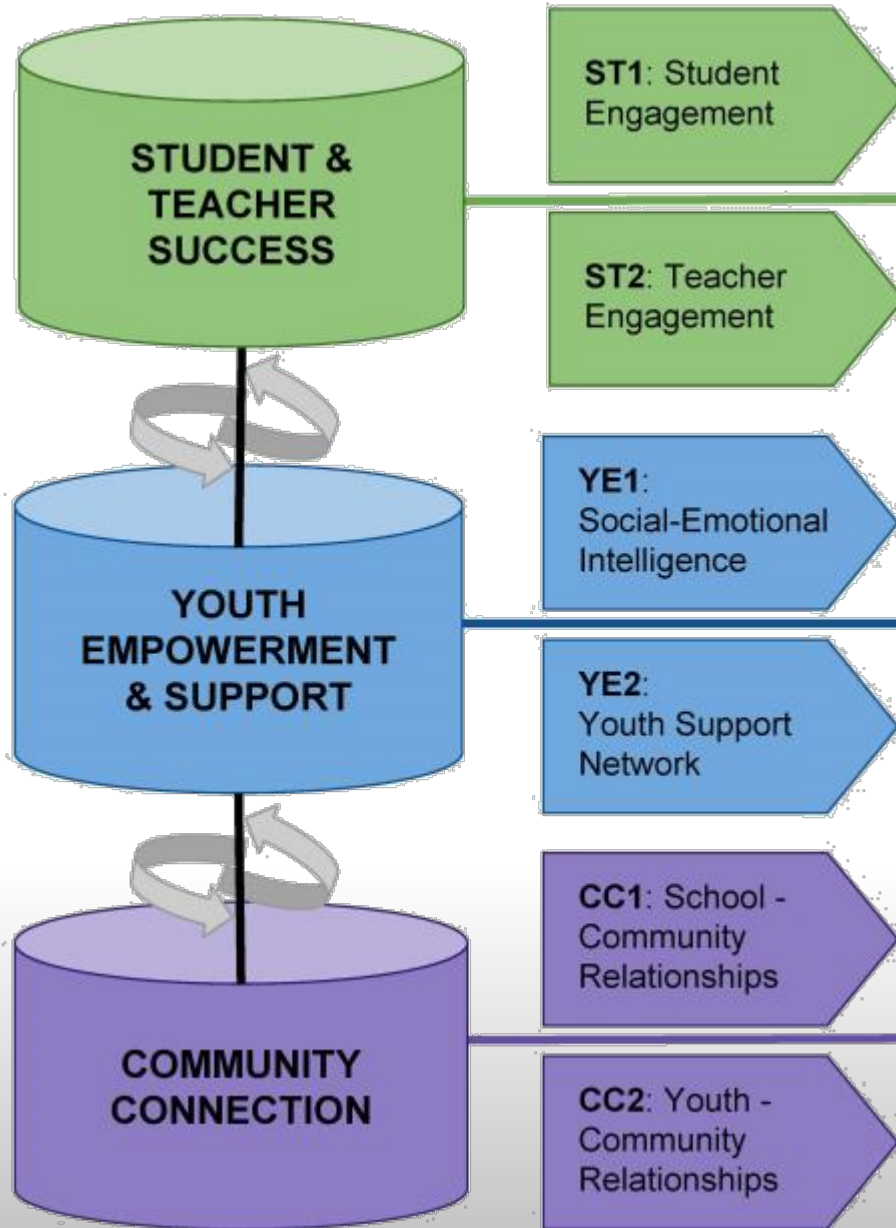 STUDENT &
TEACHER
SUCCESS
ST1: Student
Engagement
ST2: Teacher
Engagement
YOUTH
EMPOWERMENT
& SUPPORT
YE1:
Social-Emotional
Intelligence
YE2:
Youth Support
Network
COMMUNITY
CONNECTION
CC1: School -
Community
Relationships
CC2: Youth -
Community
Relationships